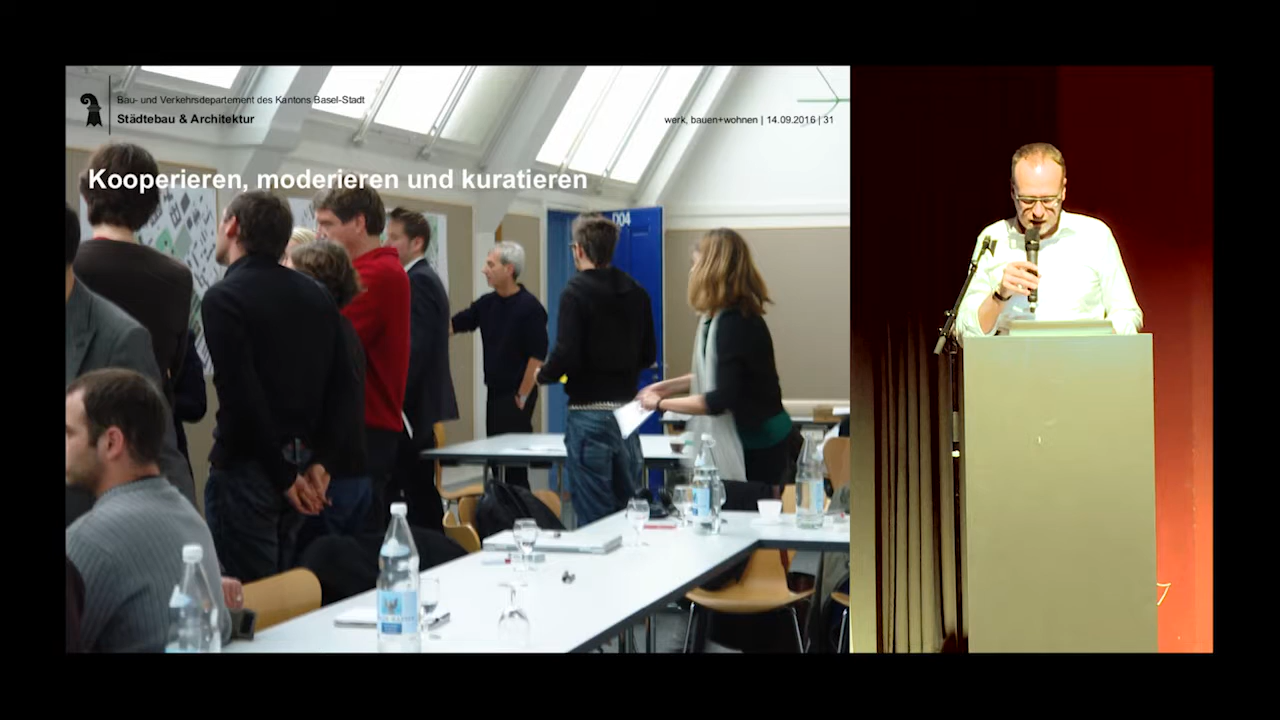 Bau- und Verkehrsdepartement des Kantons Basel-Stadt
Städtebau & Architektur
werk, bauen+wohnen | 14.09.2016 | 31
Kooperieren, moderieren und kuratieren
D04